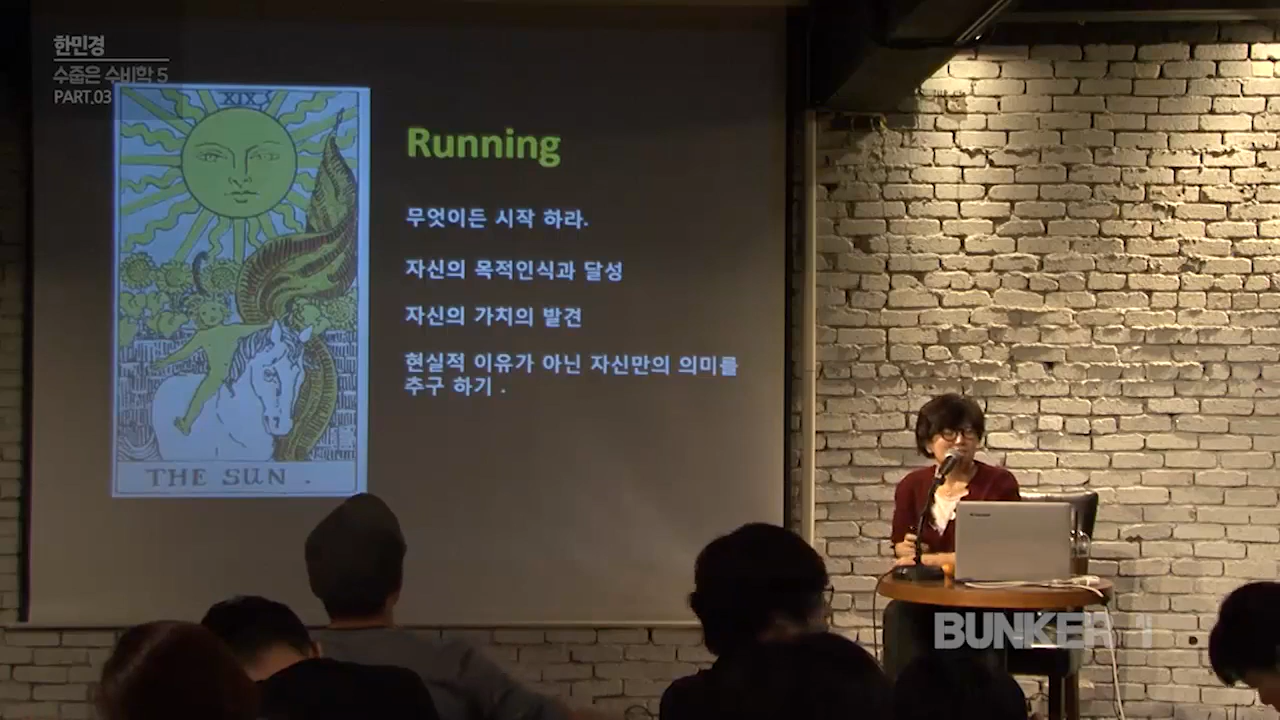 한민경
수줍은 수비학 5
PART.03
XIX
THE SUN .
Running
무엇이든 시작 하라.
자신의 목적인식과 달성
자신의 가치의 발견
현실적 이유가 아닌 자신만의 의미를
추구 하기 .
BUNKER 1